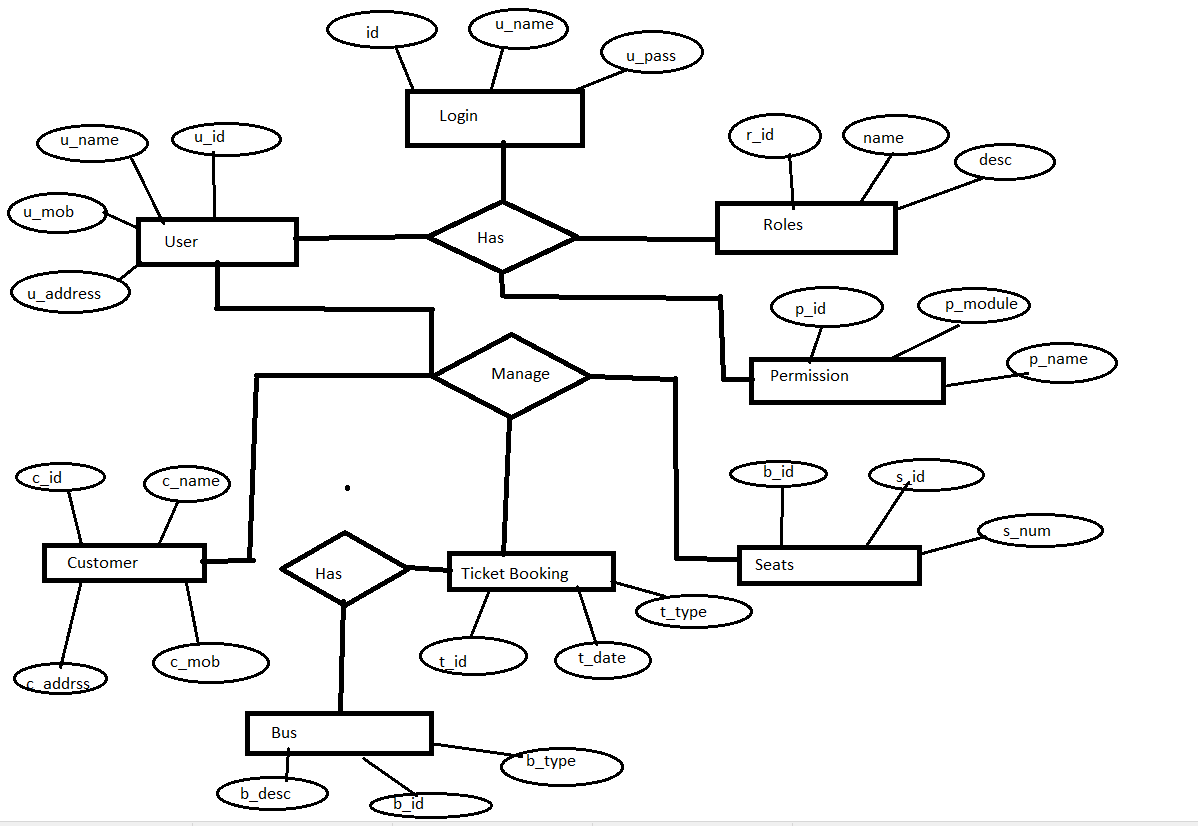 id
u_name
u_pass
Login
u_name
u_id
r_id
name
desc
u_mob
User
Has
Roles
u_address
p_id
p_module
p_name
Manage
Permission
c_id
c_name
b_id
s_id
s_num
Customer
Has
Ticket Booking
Seats
t_type
c_addrss
c_mob
t_id
t_date
Bus
b_type
b_desc
b_id